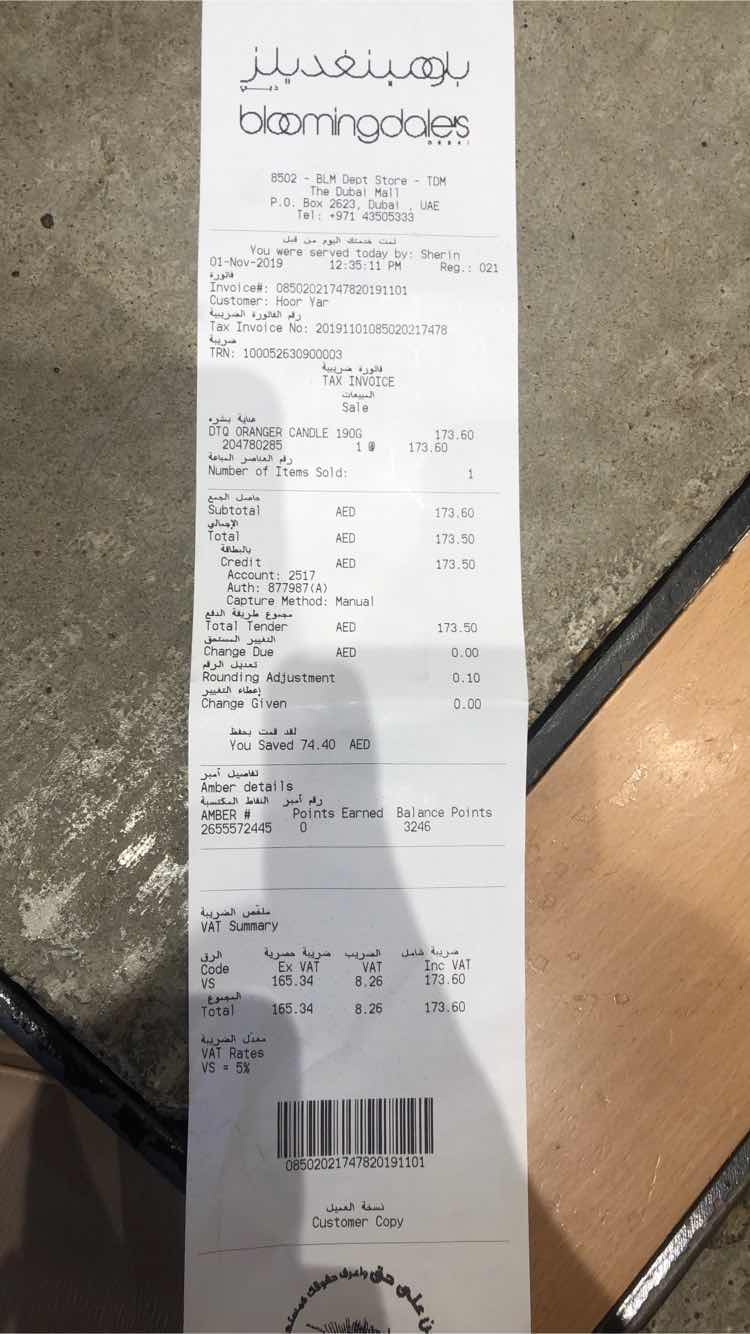 بلومينغديلز
دبي
bloomingdale's
DUBAI
8502 - BLM Dept Store - TDM
The Dubai Mall
P.O. Box 2623, Dubai , UAE
Tel: +971 43505333
تمت خدمتك اليوم من قبل
You were served today by: Sherin
01-Nov-2019 12:35:11 PM Reg.: 021
فاتورة
Invoice#: 08502021747820191101
Customer: Hoor Yar
رقم الفاتورة الضريبية
Tax Invoice No: 20191101085020217478
ضريبة
TRN: 100052630900003
فاتورة ضريبية
TAX INVOICE
المبيعات
Sale
عناية بشره
DTQ ORANGER CANDLE 190G 173.60
204780285 1 @ 173.60
رقم العناصر المباعة
Number of Items Sold: 1
حاصل الجمع
Subtotal AED 173.60
الإجمالي
Total AED 173.50
بالبطاقة
Credit AED 173.50
Account: 2517
Auth: 877987(A)
Capture Method: Manual
مجموع طريقة الدفع
Total Tender AED 173.50
التغيير المستحق
Change Due AED 0.00
تعديل الرقم
Rounding Adjustment 0.10
إعطاء التغيير
Change Given 0.00
لقد قمت بحفظ
You Saved 74.40 AED
تفاصيل أمبر
Amber details
رقم أمبر النقاط المكتسبة
AMBER # Points Earned Balance Points
2655572445 0 3246
ملخص الضريبة
VAT Summary
الرق ضريبة حصرية الضريب ضريبة شامل
Code Ex VAT VAT Inc VAT
VS 165.34 8.26 173.60
المجموع
Total 165.34 8.26 173.60
معدل الضريبة
VAT Rates
VS = 5%
08502021747820191101
نسخة العميل
Customer Copy
على حق واعرف حقوقك